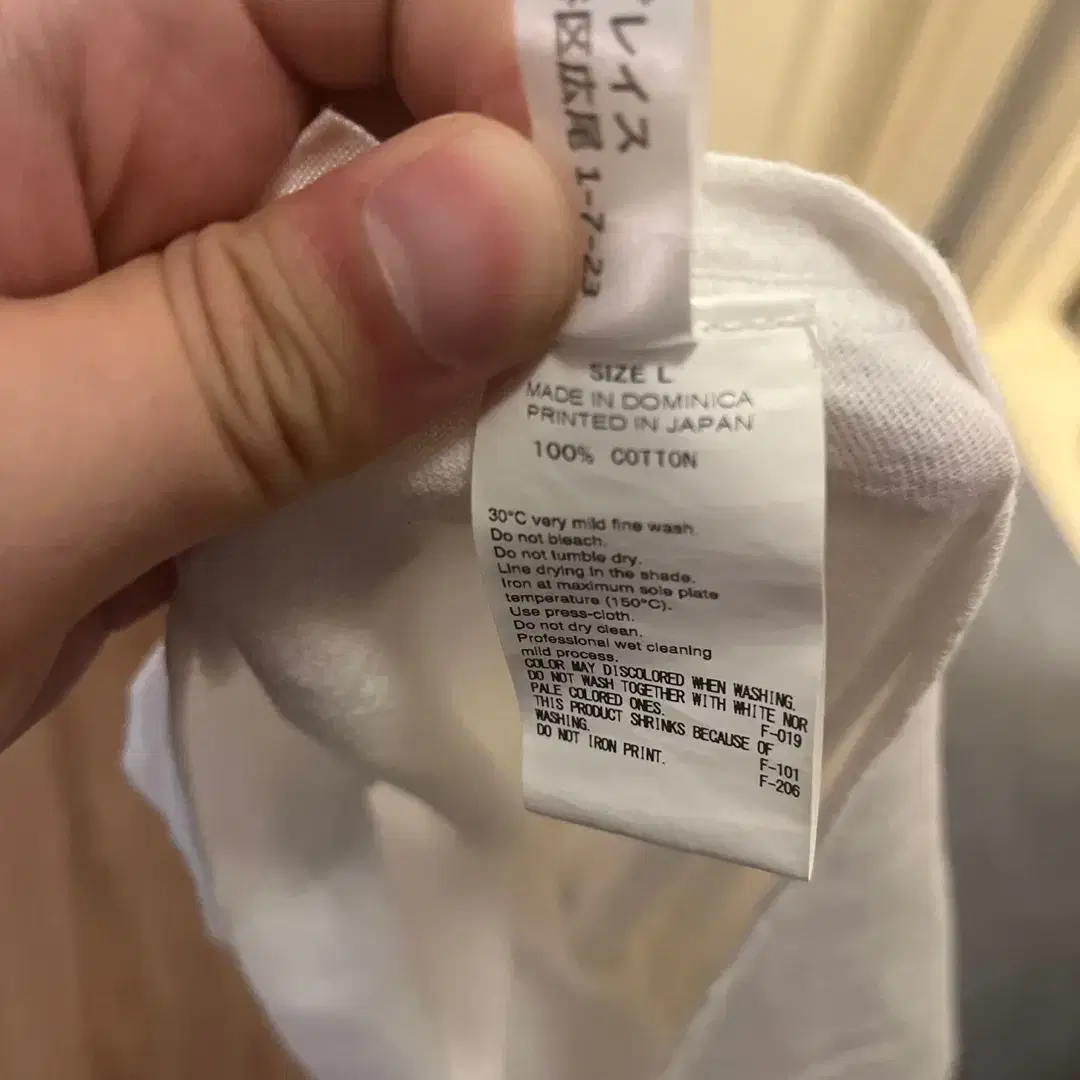 レイス
区広尾 1-7-23
SIZE L
MADE IN DOMINICA
PRINTED IN JAPAN
100% COTTON
30°C very mild fine wash.
Do not bleach.
Do not tumble dry.
Line drying in the shade.
Iron at maximum sole plate
temperature (150°C).
Use press-cloth.
Do not dry clean.
Professional wet cleaning
mild process.
COLOR MAY DISCOLORED WHEN WASHING.
DO NOT WASH TOGETHER WITH WHITE NOR
PALE COLORED ONES.
F-019
THIS PRODUCT SHRINKS BECAUSE OF
WASHING.
F-101
DO NOT IRON PRINT.
F-206